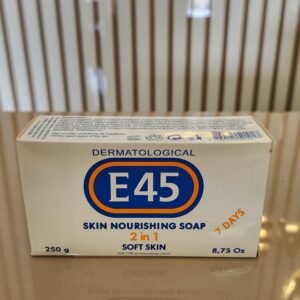 DERMATOLOGICAL
E45
SKIN NOURISHING SOAP
2 in 1
7 DAYS
250 g
SOFT SKIN
8,75 Oz